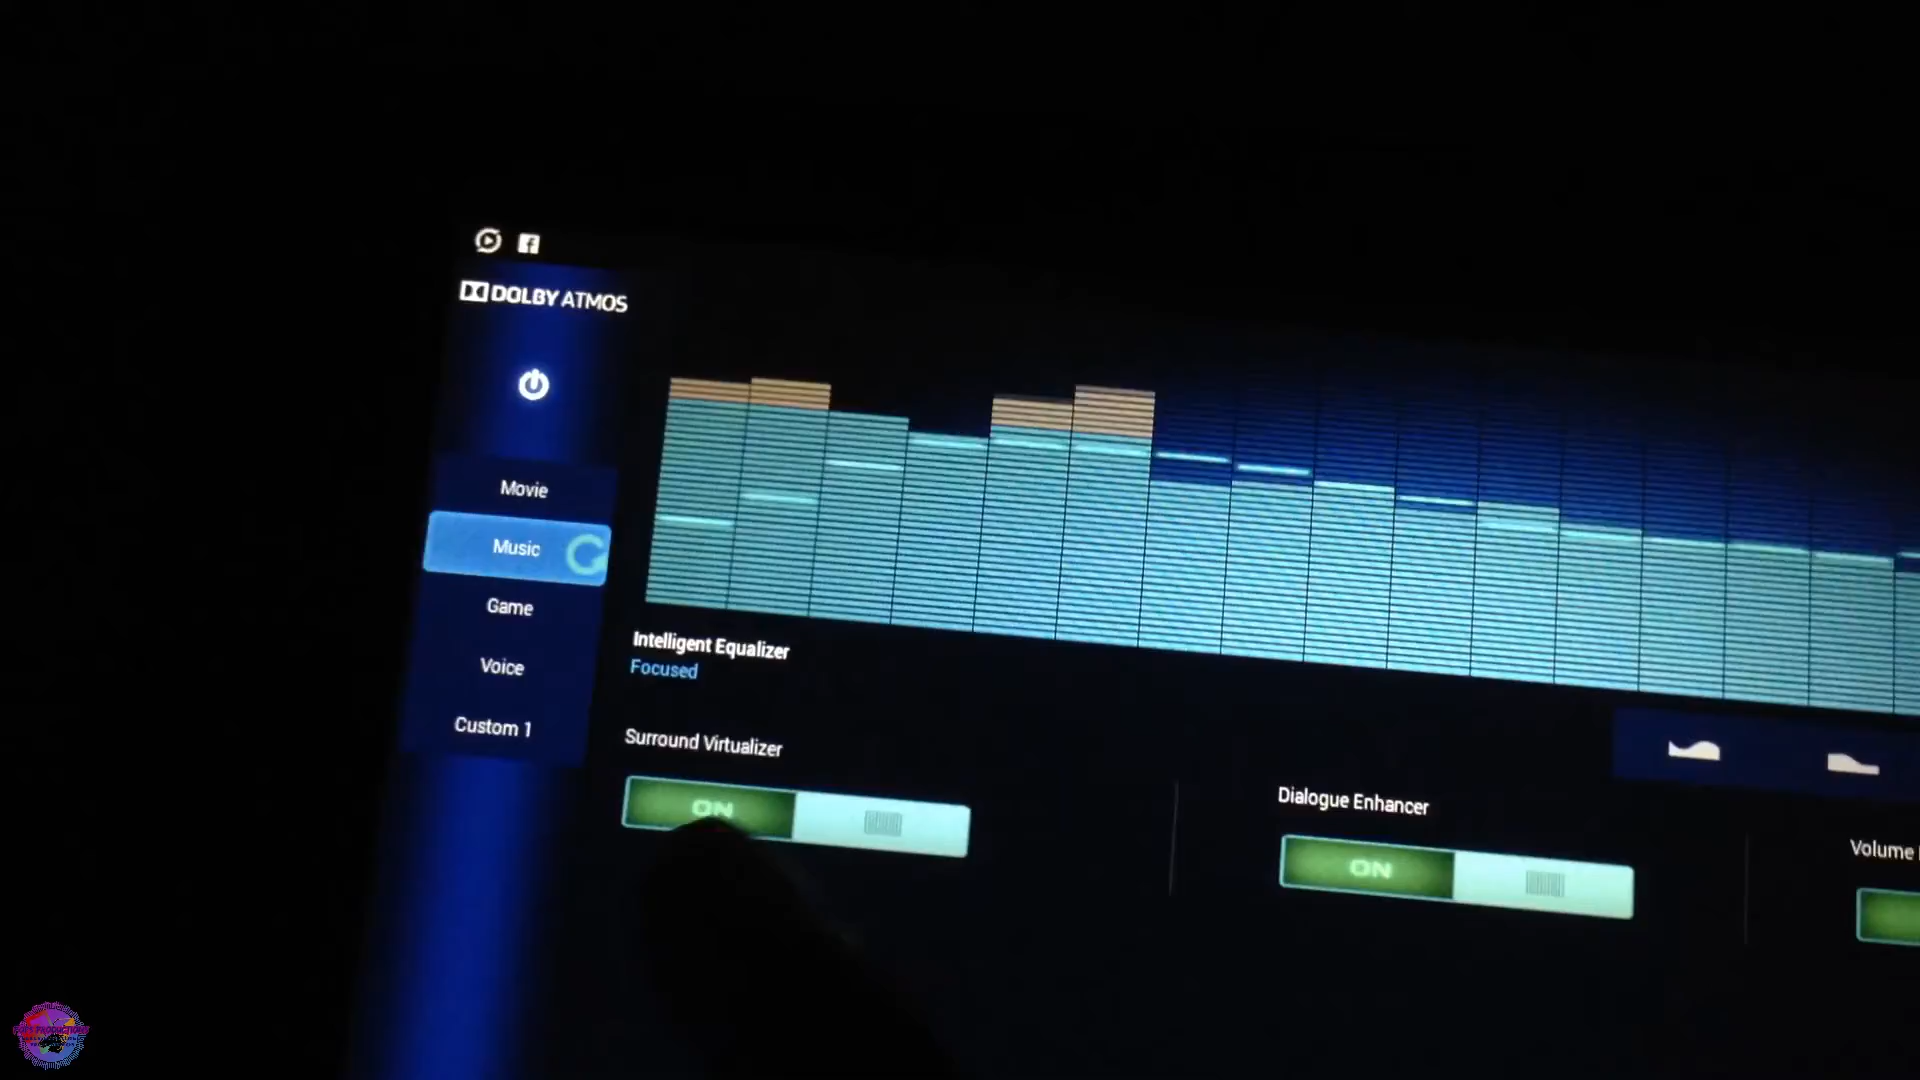 DOLBY ATMOS
Movie
Music
Game
Voice
Custom 1
Intelligent Equalizer
Focused
Surround Virtualizer
ON
Dialogue Enhancer
ON
Volume